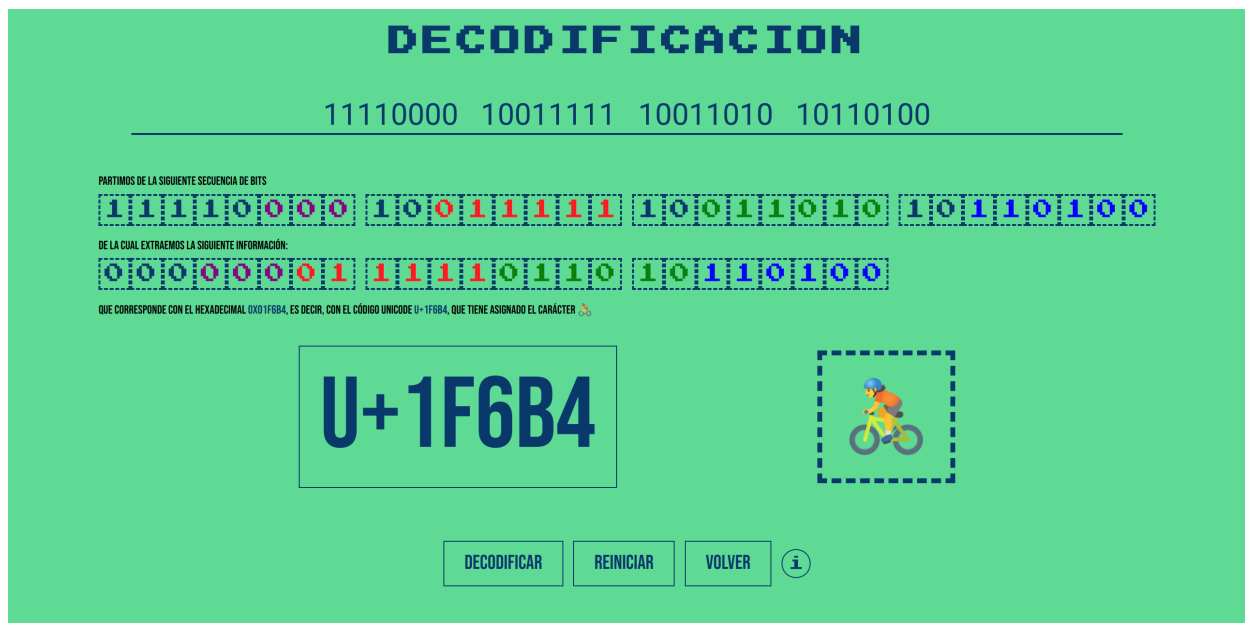 DECODIFICACION
11110000 10011111 10011010 10110100
PARTIMOS DE LA SIGUIENTE SECUENCIA DE BITS
11110000 10011111 10011010 10110100
DE LA CUAL EXTRAEMOS LA SIGUIENTE INFORMACIÓN:
00000001 11110110 10110100
QUE CORRESPONDE CON EL HEXADECIMAL 0X01F6B4, ES DECIR, CON EL CÓDIGO UNICODE U+1F6B4, QUE TIENE ASIGNADO EL CARÁCTER 🚴
U+1F6B4
DECODIFICAR REINICIAR VOLVER i